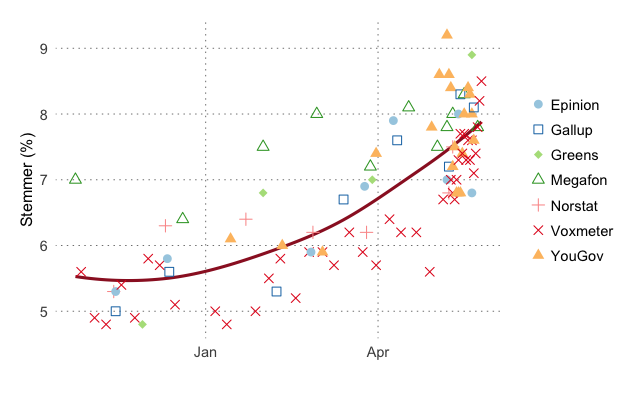 Stemmer (%)
9
8
7
6
5
Jan
Apr
Epinion
Gallup
Greens
Megafon
Norstat
Voxmeter
YouGov